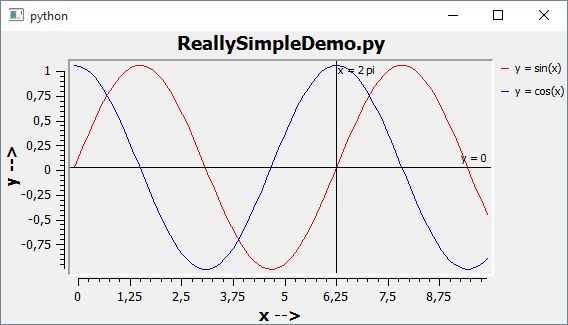 python
ReallySimpleDemo.py
y = sin(x)
y = cos(x)
x = 2 pi
y = 0
1
0,75
0,5
0,25
0
-0,25
-0,5
-0,75
y -->
0
1,25
2,5
3,75
5
6,25
7,5
8,75
x -->